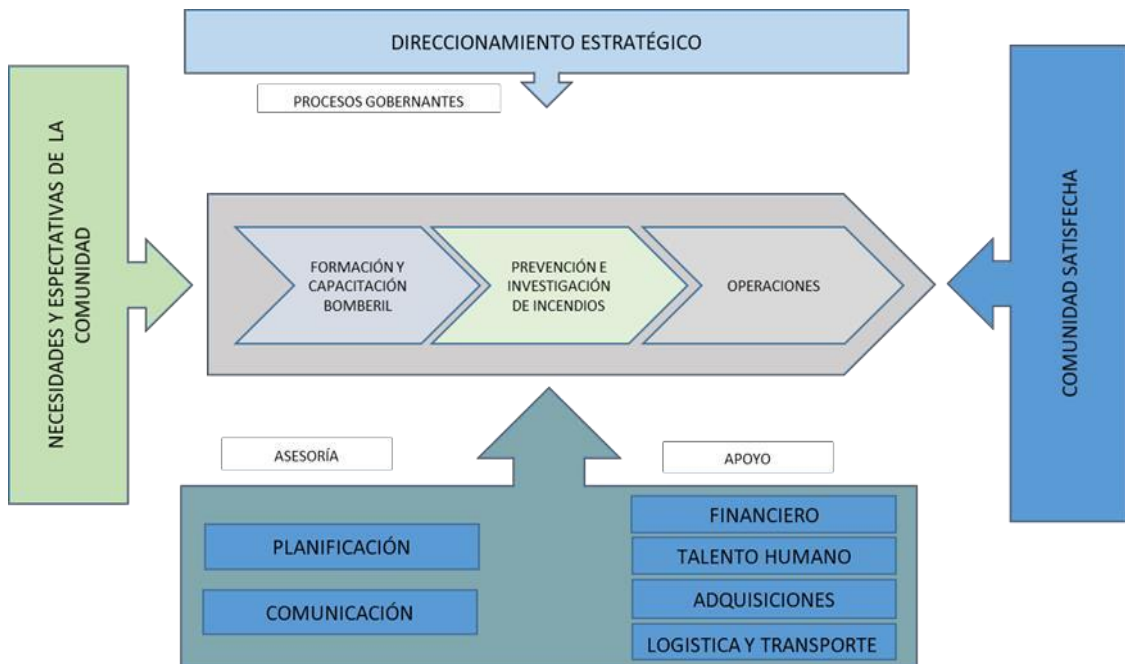 DIRECCIONAMIENTO ESTRATÉGICO
PROCESOS GOBERNANTES
NECESIDADES Y ESPECTATIVAS DE LA
COMUNIDAD
FORMACIÓN Y
CAPACITACIÓN
BOMBERIL
PREVENCIÓN E
INVESTIGACIÓN
DE INCENDIOS
OPERACIONES
COMUNIDAD SATISFECHA
ASESORÍA
APOYO
PLANIFICACIÓN
COMUNICACIÓN
FINANCIERO
TALENTO HUMANO
ADQUISICIONES
LOGISTICA Y TRANSPORTE